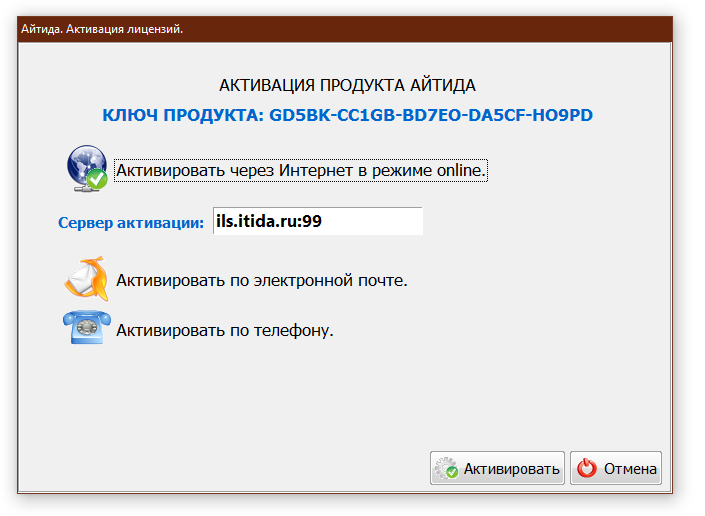 Айтида. Активация лицензий.
АКТИВАЦИЯ ПРОДУКТА АЙТИДА
КЛЮЧ ПРОДУКТА: GD5BK-CC1GB-BD7EO-DA5CF-HO9PD
Активировать через Интернет в режиме online.
Сервер активации: ils.itida.ru:99
Активировать по электронной почте.
Активировать по телефону.
Активировать Отмена